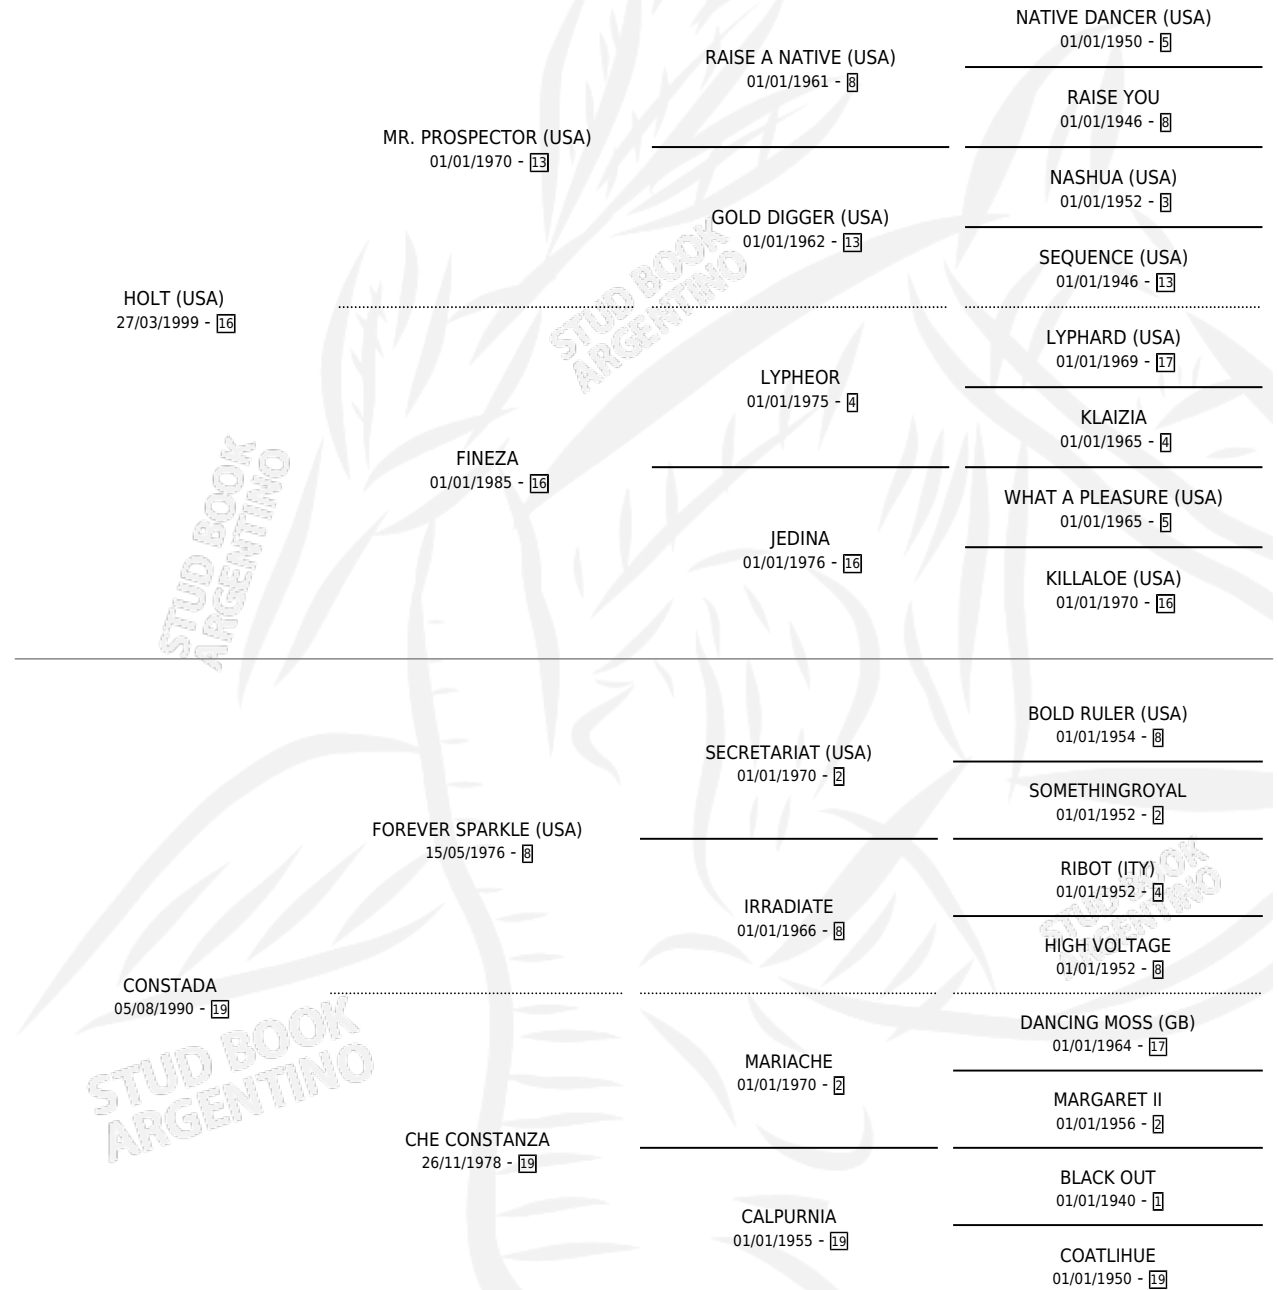 NATIVE DANCER (USA)
01/01/1950 - 5
RAISE A NATIVE (USA)
01/01/1961 - 8
RAISE YOU
01/01/1946 - 8
MR. PROSPECTOR (USA)
01/01/1970 - 13
NASHUA (USA)
01/01/1952 - 3
GOLD DIGGER (USA)
01/01/1962 - 13
SEQUENCE (USA)
01/01/1946 - 13
HOLT (USA)
27/03/1999 - 16
LYPHARD (USA)
01/01/1969 - 17
LYPHEOR
01/01/1975 - 4
KLAIZIA
01/01/1965 - 4
FINEZA
01/01/1985 - 16
WHAT A PLEASURE (USA)
01/01/1965 - 5
JEDINA
01/01/1976 - 16
KILLALOE (USA)
01/01/1970 - 16
STUD BOOK
ARGENTINO
STUD BOOK
ARGENTINO
BOLD RULER (USA)
01/01/1954 - 8
SECRETARIAT (USA)
01/01/1970 - 2
SOMETHINGROYAL
01/01/1952 - 2
FOREVER SPARKLE (USA)
15/05/1976 - 8
RIBOT (ITY)
01/01/1952 - 4
IRRADIATE
01/01/1966 - 8
HIGH VOLTAGE
01/01/1952 - 8
CONSTADA
05/08/1990 - 19
DANCING MOSS (GB)
01/01/1964 - 17
MARIACHE
01/01/1970 - 2
MARGARET II
01/01/1956 - 2
CHE CONSTANZA
26/11/1978 - 19
BLACK OUT
01/01/1940 - 1
CALPURNIA
01/01/1955 - 19
COATLIHUE
01/01/1950 - 19
STUD BOOK
ARGENTINO
STUD BOOK
ARGENTINO